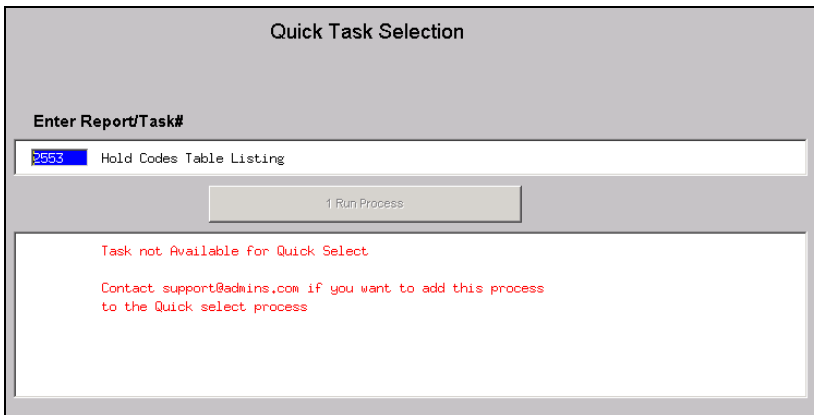 Quick Task Selection
Enter Report/Task#
2553 Hold Codes Table Listing
1 Run Process
Task not Available for Quick Select
Contact support@admins.com if you want to add this process
to the Quick select process